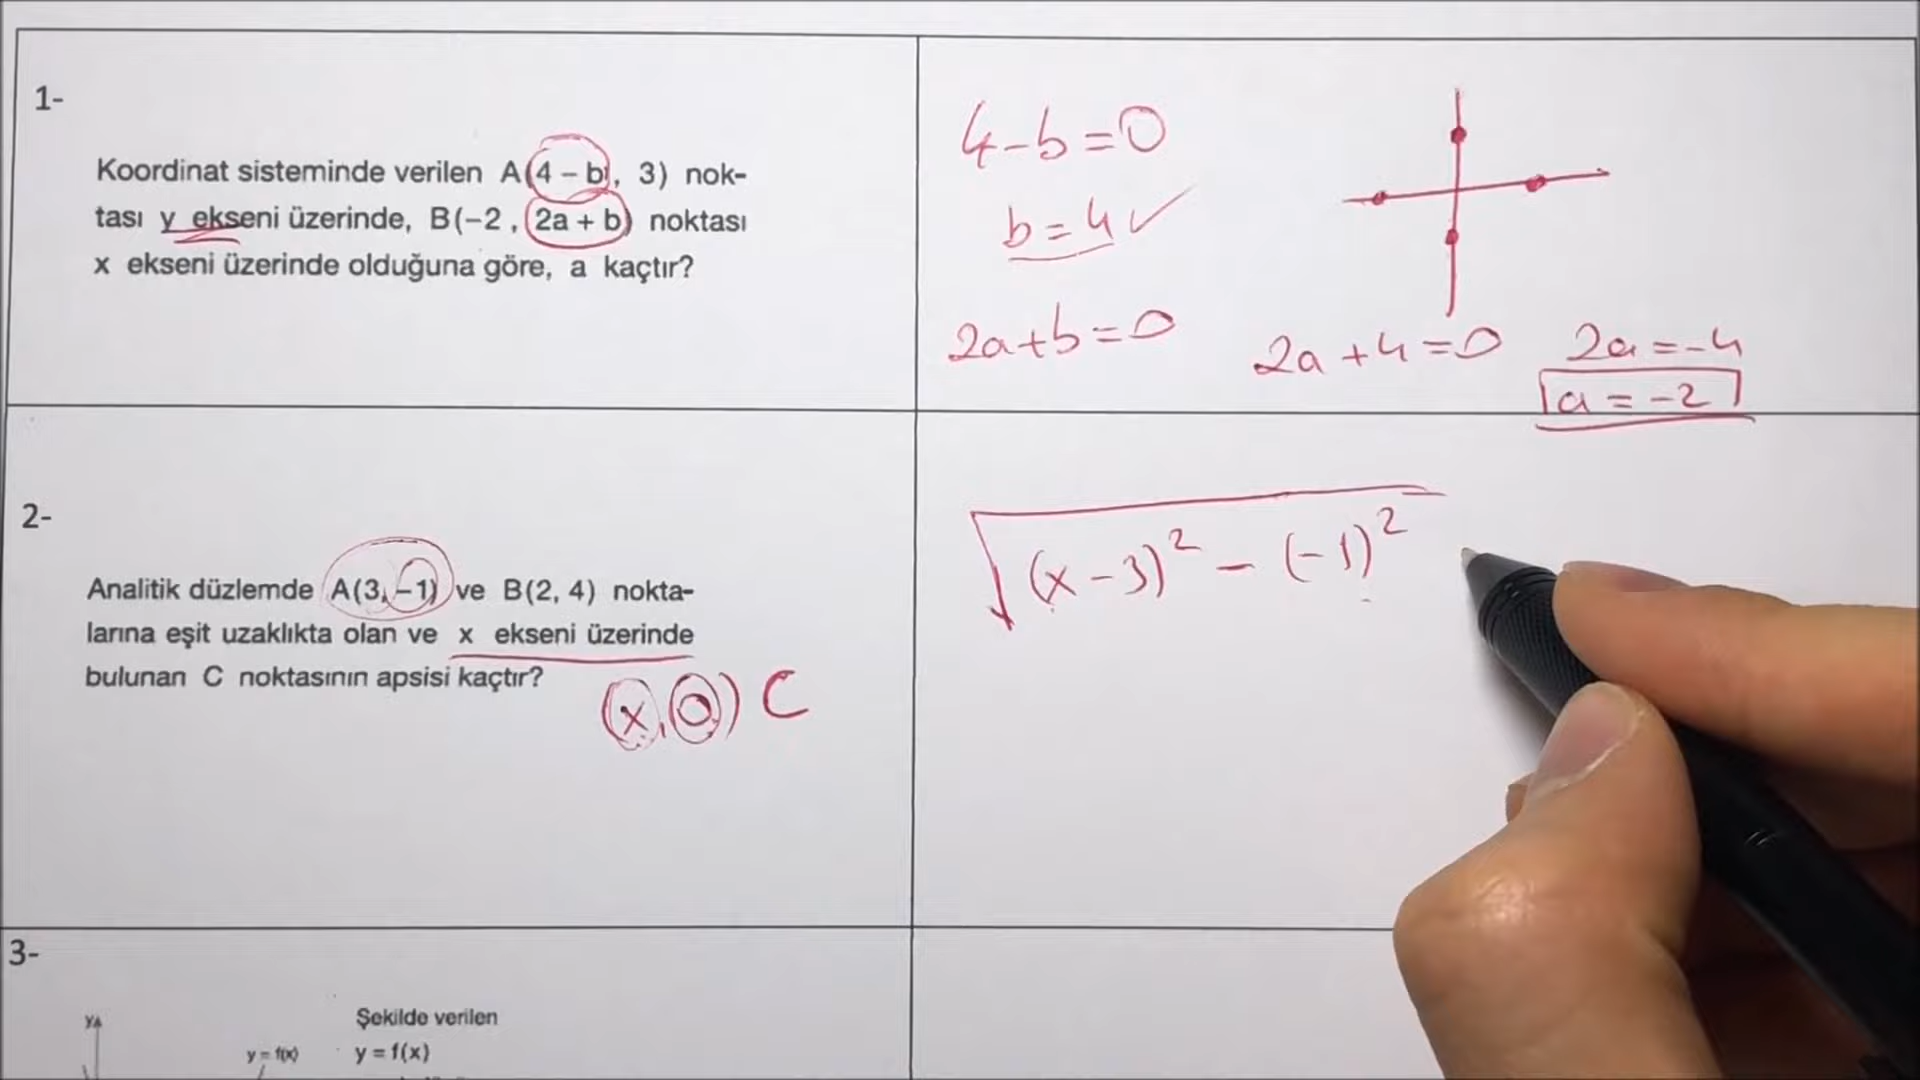 1-
Koordinat sisteminde verilen A(4 – b, 3) nok-
tası y ekseni üzerinde, B(–2 , 2a + b) noktası
x ekseni üzerinde olduğuna göre, a kaçtır?
4-b=0
b=4
2a+b=0
2a+4=0
2a=-4
a=-2
2-
Analitik düzlemde A(3, –1) ve B(2, 4) nokta-
larına eşit uzaklıkta olan ve x ekseni üzerinde
bulunan C noktasının apsisi kaçtır?
(x,0) C
√(x-3)² - (-1)²
3-
Şekilde verilen
y = f(x)
y
y = f(x)